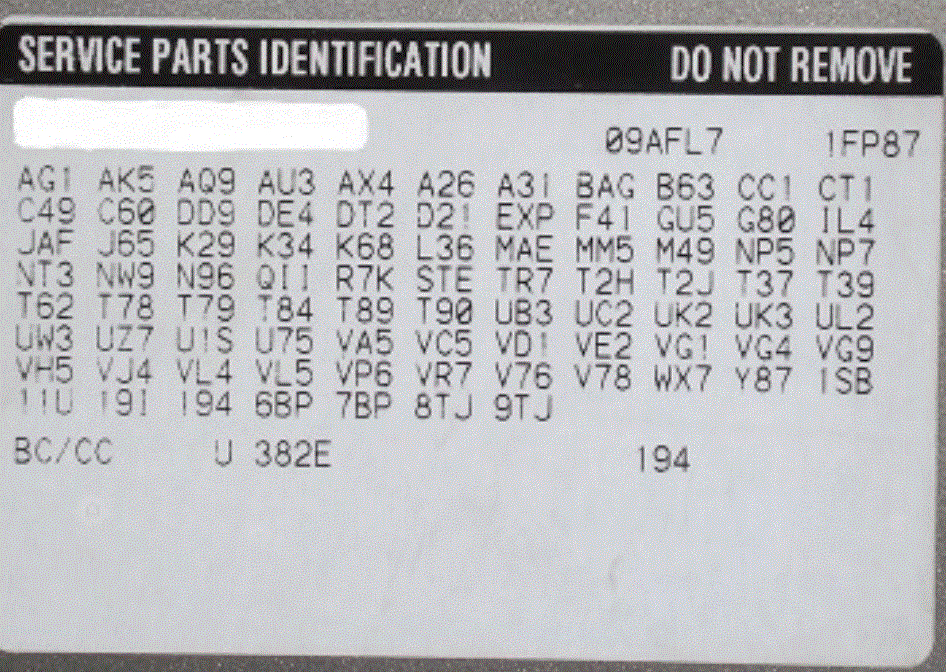 SERVICE PARTS IDENTIFICATION DO NOT REMOVE
09AFL7 1FP87
AG1 AK5 AQ9 AU3 AX4 A26 A31 BAG B63 CC1 CT1
C49 C60 DD9 DE4 DT2 D21 EXP F41 GU5 G80 IL4
JAF J65 K29 K34 K68 L36 MAE MM5 M49 NP5 NP7
NT3 NW9 N96 QII R7K STE TR7 T2H T2J T37 T39
T62 T78 T79 T84 T89 T90 UB3 UC2 UK2 UK3 UL2
UW3 UZ7 U1S U75 VA5 VC5 VD1 VE2 VG1 VG4 VG9
VH5 VJ4 VL4 VL5 VP6 VR7 V76 V78 WX7 Y87 1SB
11U 19I 194 6BP 7BP 8TJ 9TJ
BC/CC U 382E 194